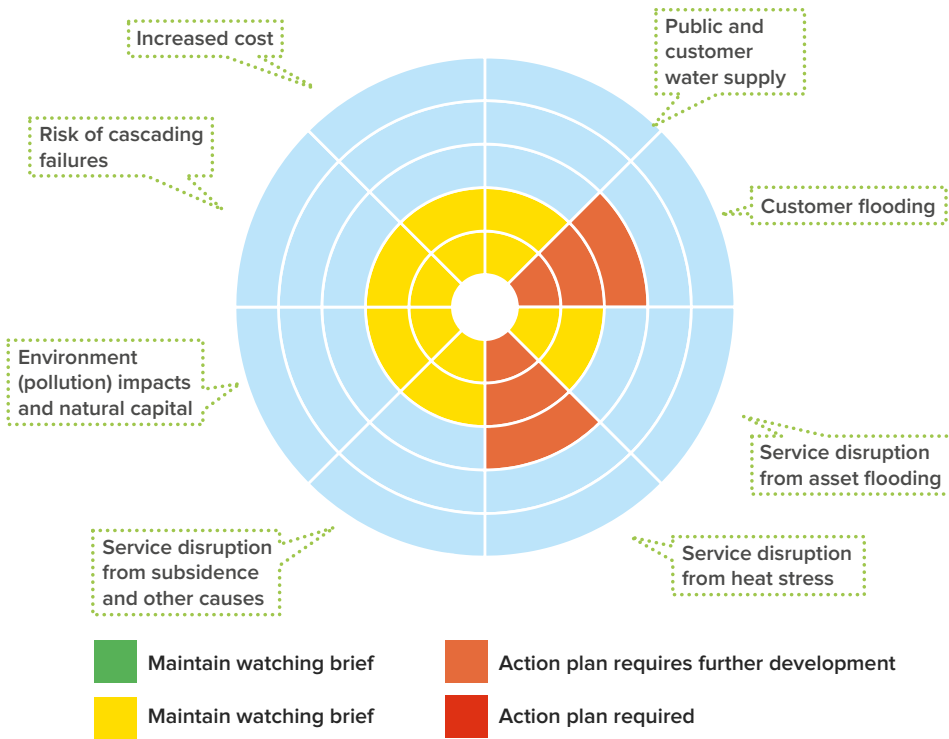 Increased cost
Public and
customer
water supply
Risk of cascading
failures
Customer flooding
Environment
(pollution) impacts
and natural capital
Service disruption
from asset flooding
Service disruption
from subsidence
and other causes
Service disruption
from heat stress
Maintain watching brief
Action plan requires further development
Maintain watching brief
Action plan required